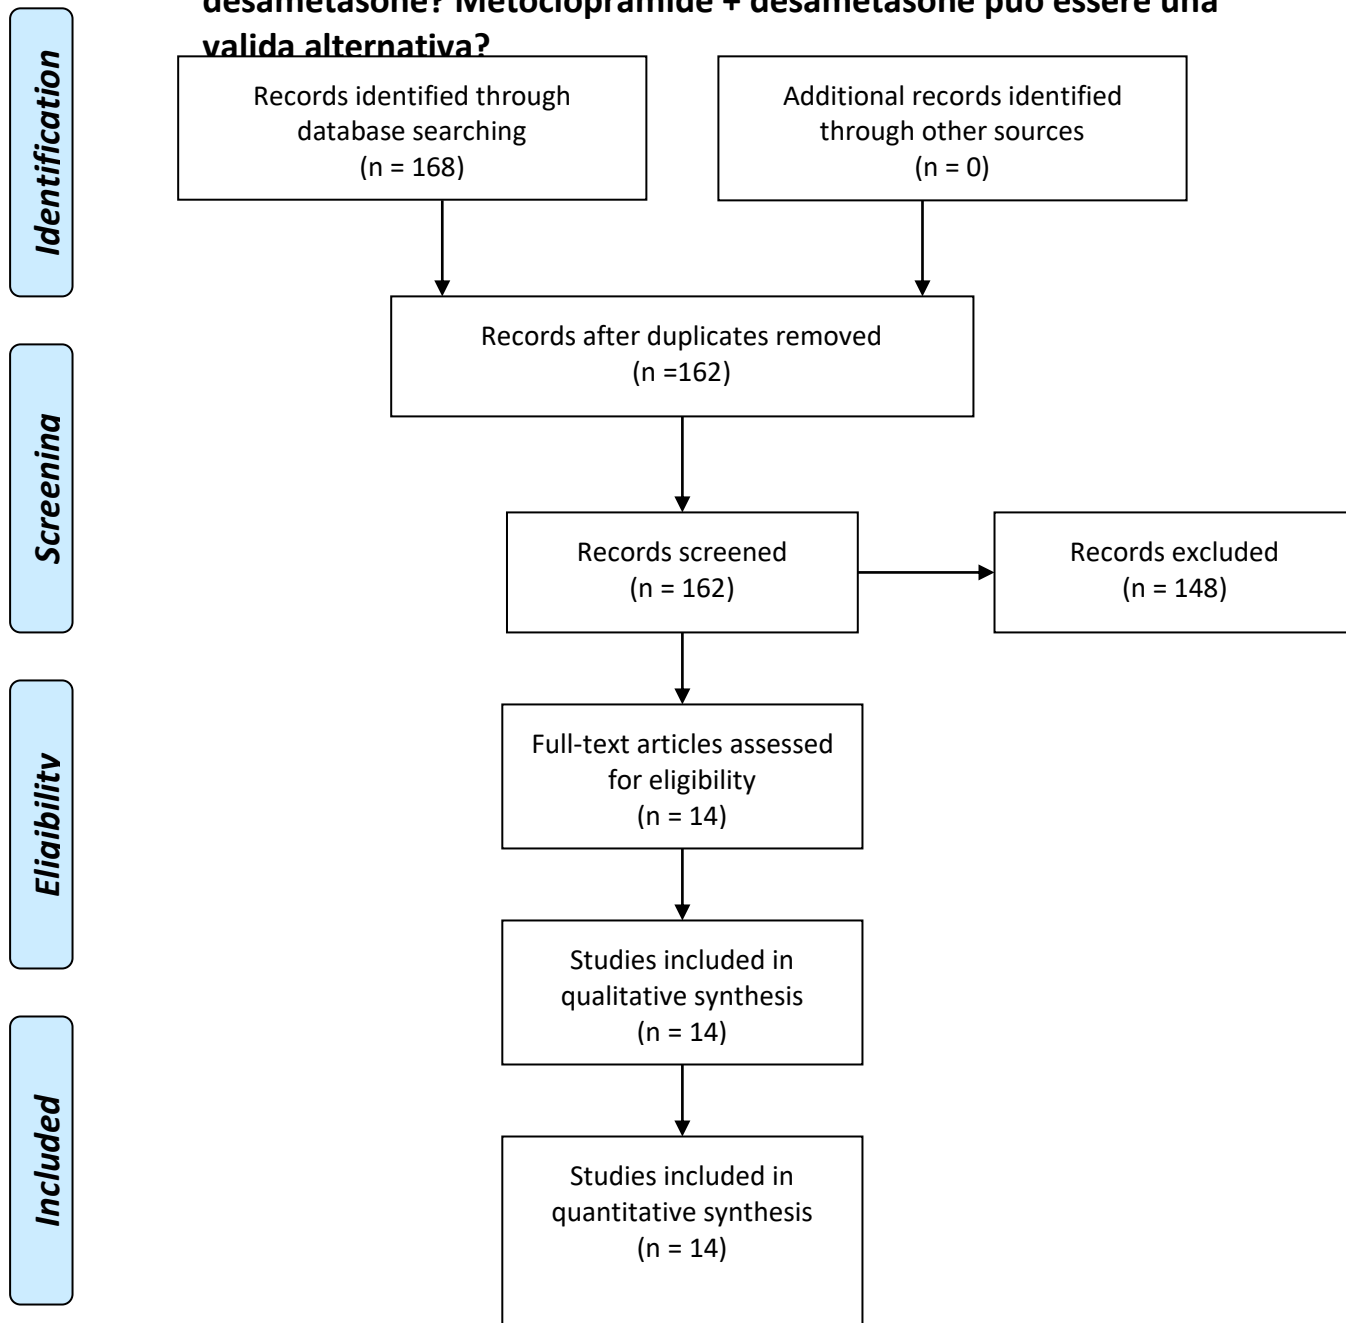 desametasone? Metoclopramide + desametasone può essere una
valida alternativa?
Identification
Records identified through
database searching
(n = 168)
Additional records identified
through other sources
(n = 0)
Records after duplicates removed
(n =162)
Screening
Records screened
(n = 162)
Records excluded
(n = 148)
Eligibility
Full-text articles assessed
for eligibility
(n = 14)
Studies included in
qualitative synthesis
(n = 14)
Included
Studies included in
quantitative synthesis
(n = 14)